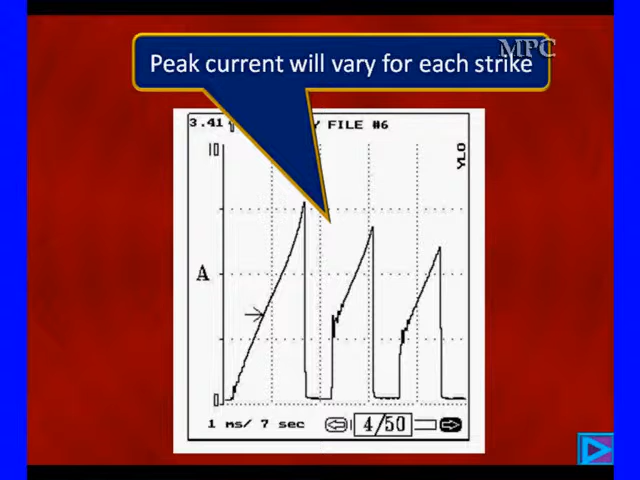 MPC
Peak current will vary for each strike
3.41 Y FILE #6
10
YLO
A
0
1 ms/ 7 sec 4/50